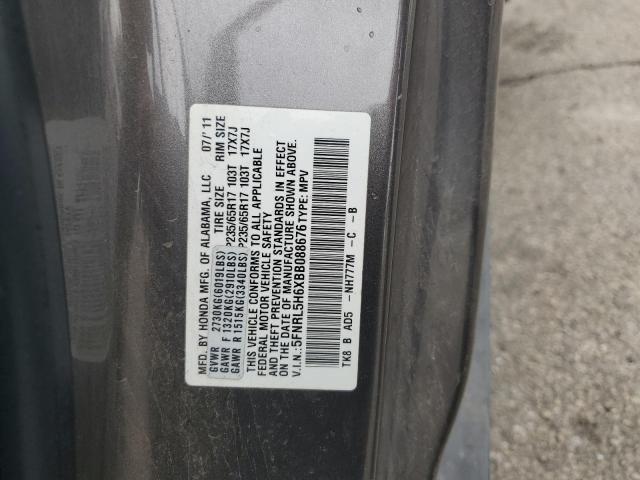 MFD. BY HONDA MFG. OF ALABAMA, LLC 07/'11
GVWR 2730KG(6019LBS) TIRE SIZE RIM SIZE
GAWR F 1320KG(2910LBS) P235/65R17 103T 17X7J
GAWR R 1515KG(3340LBS) P235/65R17 103T 17X7J
THIS VEHICLE CONFORMS TO ALL APPLICABLE
FEDERAL MOTOR VEHICLE SAFETY
AND THEFT PREVENTION STANDARDS IN EFFECT
ON THE DATE OF MANUFACTURE SHOWN ABOVE.
V.I.N.:5FNRL5H6XBB088676 TYPE: MPV
TK8 B AD5 -NH777M -C -B